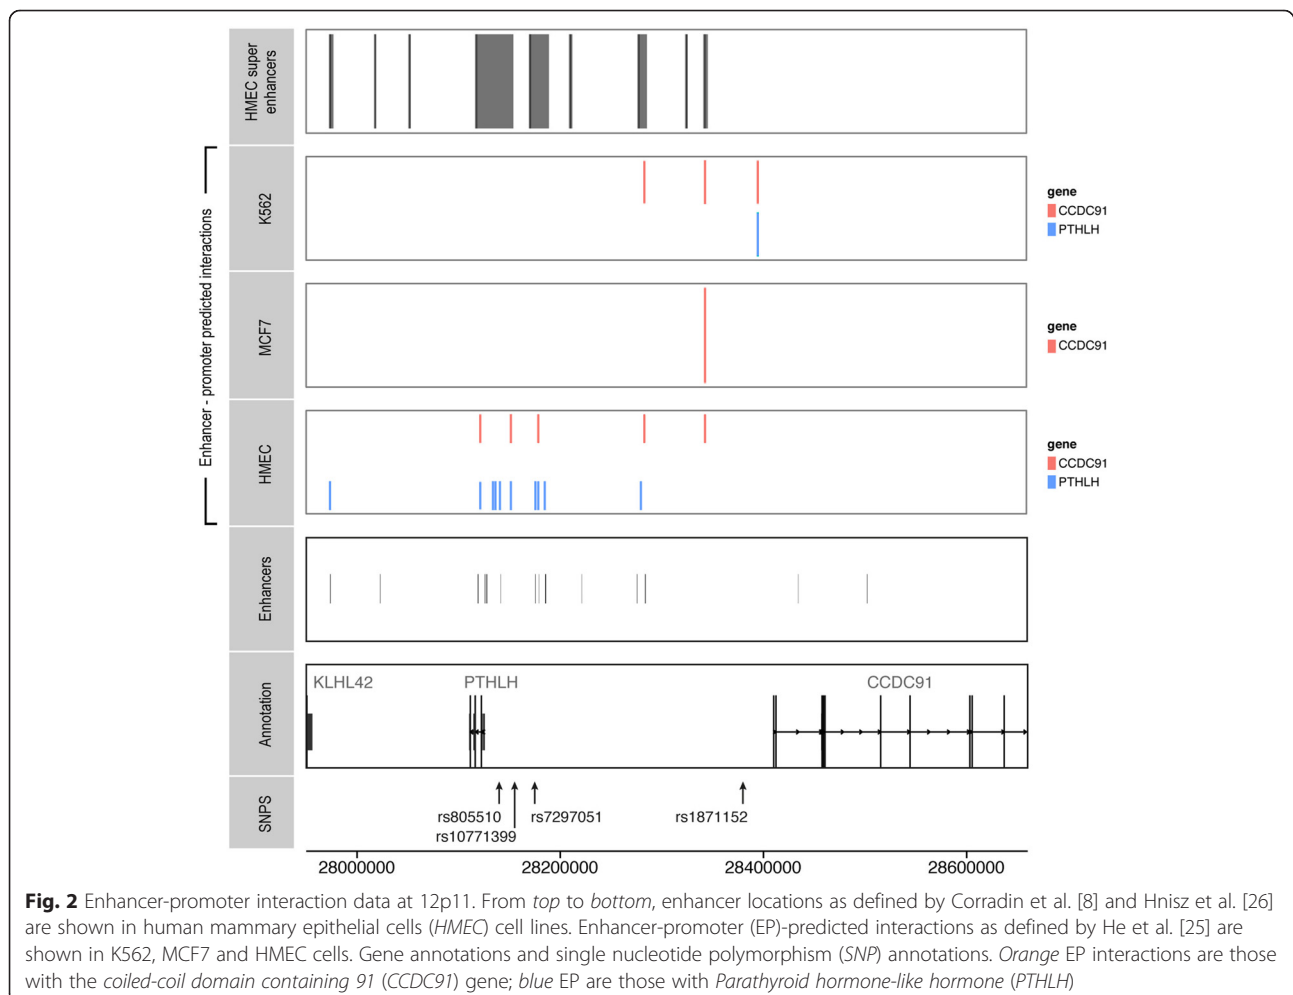 HMEC super
enhancers
Enhancer - promoter predicted interactions
K562
gene
CCDC91
PTHLH
MCF7
gene
CCDC91
HMEC
gene
CCDC91
PTHLH
Enhancers
Annotation
KLHL42 PTHLH CCDC91
SNPS
rs805510 rs7297051 rs1871152
rs10771399
28000000 28200000 28400000 28600000
Fig. 2 Enhancer-promoter interaction data at 12p11. From top to bottom, enhancer locations as defined by Corradin et al. [8] and Hnisz et al. [26]
are shown in human mammary epithelial cells (HMEC) cell lines. Enhancer-promoter (EP)-predicted interactions as defined by He et al. [25] are
shown in K562, MCF7 and HMEC cells. Gene annotations and single nucleotide polymorphism (SNP) annotations. Orange EP interactions are those
with the coiled-coil domain containing 91 (CCDC91) gene; blue EP are those with Parathyroid hormone-like hormone (PTHLH)